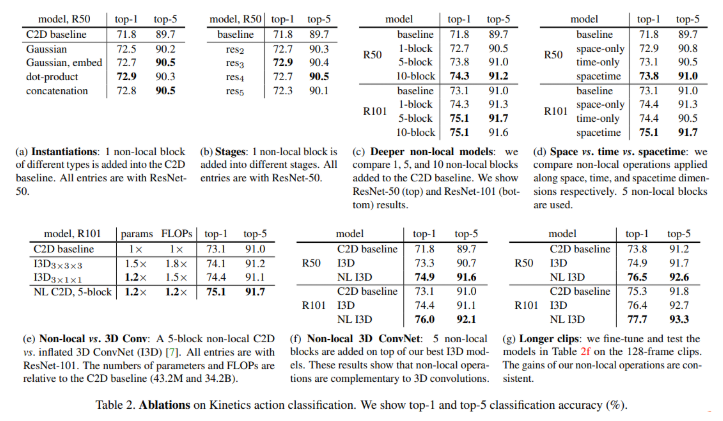 model, R50 top-1 top-5
C2D baseline 71.8 89.7
Gaussian 72.5 90.2
Gaussian, embed 72.7 90.5
dot-product 72.9 90.3
concatenation 72.8 90.5
(a) Instantiations: 1 non-local block
of different types is added into the C2D
baseline. All entries are with ResNet-
50.
model, R50 top-1 top-5
baseline 71.8 89.7
res2 72.7 90.3
res3 72.9 90.4
res4 72.7 90.5
res5 72.3 90.1
(b) Stages: 1 non-local block is
added into different stages. All
entries are with ResNet-50.
model top-1 top-5
baseline 71.8 89.7
R50 1-block 72.7 90.5
5-block 73.8 91.0
10-block 74.3 91.2
baseline 73.1 91.0
R101 1-block 74.3 91.3
5-block 75.1 91.7
10-block 75.1 91.6
(c) Deeper non-local models: we
compare 1, 5, and 10 non-local blocks
added to the C2D baseline. We show
ResNet-50 (top) and ResNet-101 (bot-
tom) results.
model top-1 top-5
baseline 71.8 89.7
R50 space-only 72.9 90.8
time-only 73.1 90.5
spacetime 73.8 91.0
baseline 73.1 91.0
R101 space-only 74.4 91.3
time-only 74.4 90.5
spacetime 75.1 91.7
(d) Space vs. time vs. spacetime: we
compare non-local operations applied
along space, time, and spacetime dimen-
sions respectively. 5 non-local blocks
are used.
model, R101 params FLOPs top-1 top-5
C2D baseline 1× 1× 73.1 91.0
I3D3×3×3 1.5× 1.8× 74.1 91.2
I3D3×1×1 1.2× 1.5× 74.4 91.1
NL C2D, 5-block 1.2× 1.2× 75.1 91.7
(e) Non-local vs. 3D Conv: A 5-block non-local C2D
vs. inflated 3D ConvNet (I3D) [7]. All entries are with
ResNet-101. The numbers of parameters and FLOPs are
relative to the C2D baseline (43.2M and 34.2B).
model top-1 top-5
C2D baseline 71.8 89.7
R50 I3D 73.3 90.7
NL I3D 74.9 91.6
C2D baseline 73.1 91.0
R101 I3D 74.4 91.1
NL I3D 76.0 92.1
(f) Non-local 3D ConvNet: 5 non-local
blocks are added on top of our best I3D mod-
els. These results show that non-local opera-
tions are complementary to 3D convolutions.
model top-1 top-5
C2D baseline 73.8 91.2
R50 I3D 74.9 91.7
NL I3D 76.5 92.6
C2D baseline 75.3 91.8
R101 I3D 76.4 92.7
NL I3D 77.7 93.3
(g) Longer clips: we fine-tune and test the
models in Table 2f on the 128-frame clips.
The gains of our non-local operations are con-
sistent.
Table 2. Ablations on Kinetics action classification. We show top-1 and top-5 classification accuracy (%).